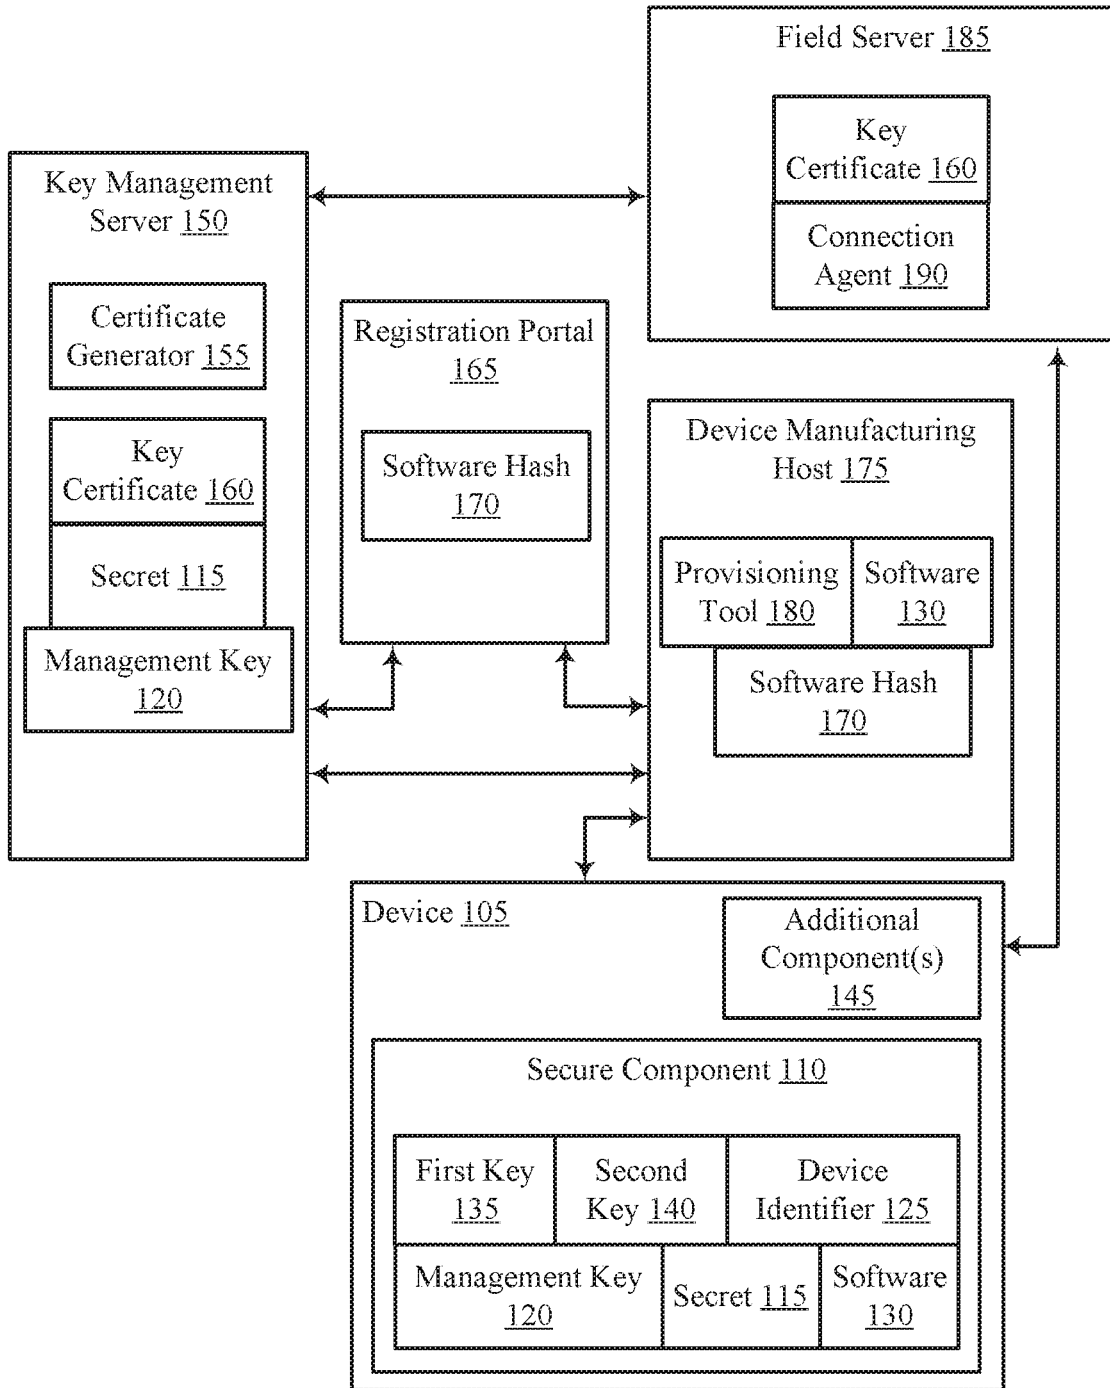 Field Server 185
Key
Certificate 160
Connection
Agent 190
Key Management
Server 150
Certificate
Generator 155
Key
Certificate 160
Secret 115
Management Key
120
Registration Portal
165
Software Hash
170
Device Manufacturing
Host 175
Provisioning
Tool 180
Software
130
Software Hash
170
Device 105
Additional
Component(s)
145
Secure Component 110
First Key
135
Second
Key 140
Device
Identifier 125
Management Key
120
Secret 115
Software
130